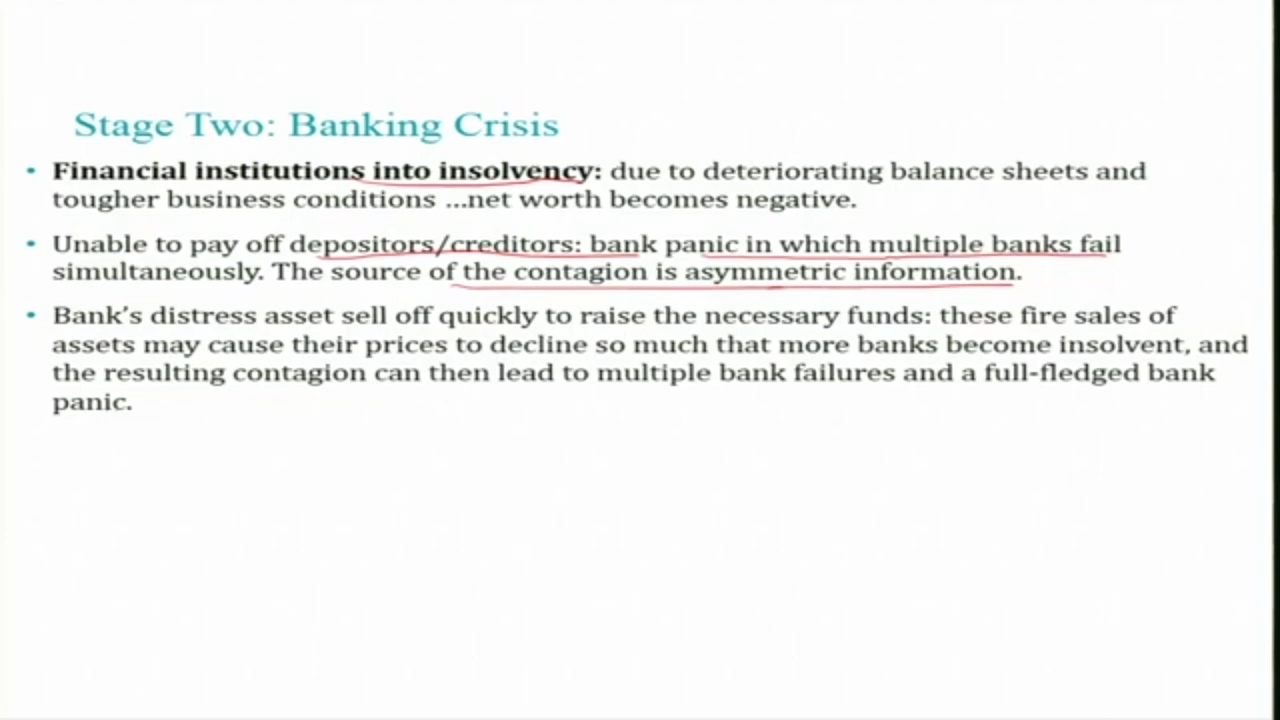 Stage Two: Banking Crisis
• Financial institutions into insolvency: due to deteriorating balance sheets and
tougher business conditions ...net worth becomes negative.
• Unable to pay off depositors/creditors: bank panic in which multiple banks fail
simultaneously. The source of the contagion is asymmetric information.
• Bank’s distress asset sell off quickly to raise the necessary funds: these fire sales of
assets may cause their prices to decline so much that more banks become insolvent, and
the resulting contagion can then lead to multiple bank failures and a full-fledged bank
panic.